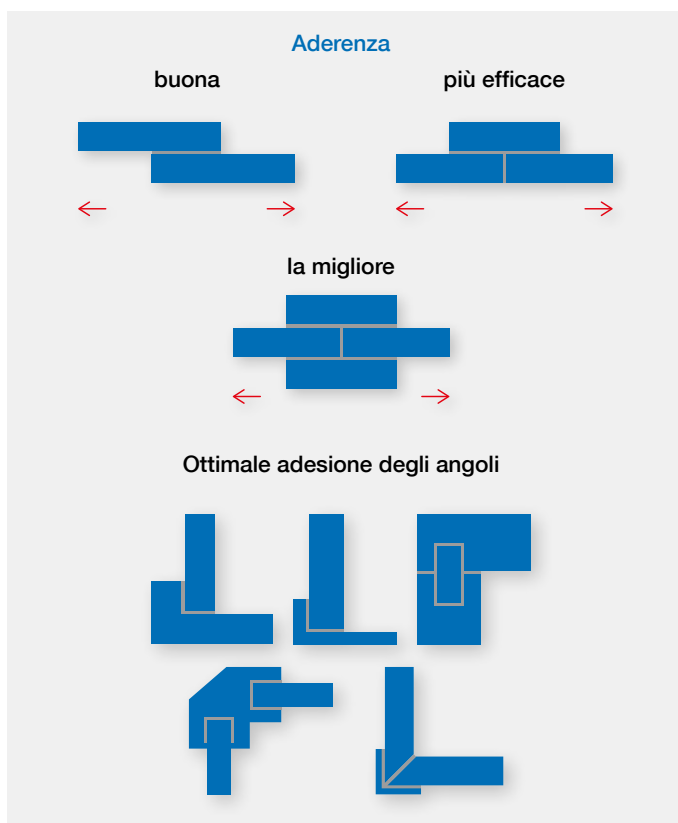 Aderenza
buona
più efficace
la migliore
Ottimale adesione degli angoli